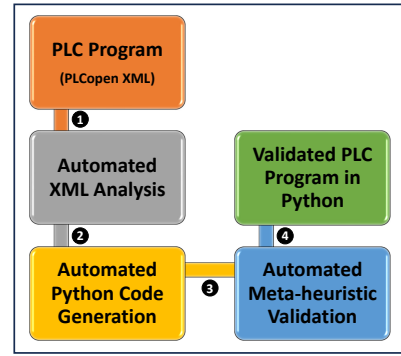 PLC Program
(PLCopen XML)
1
Automated
XML Analysis
2
Automated
Python Code
Generation
3
Automated
Meta-heuristic
Validation
4
Validated PLC
Program in
Python